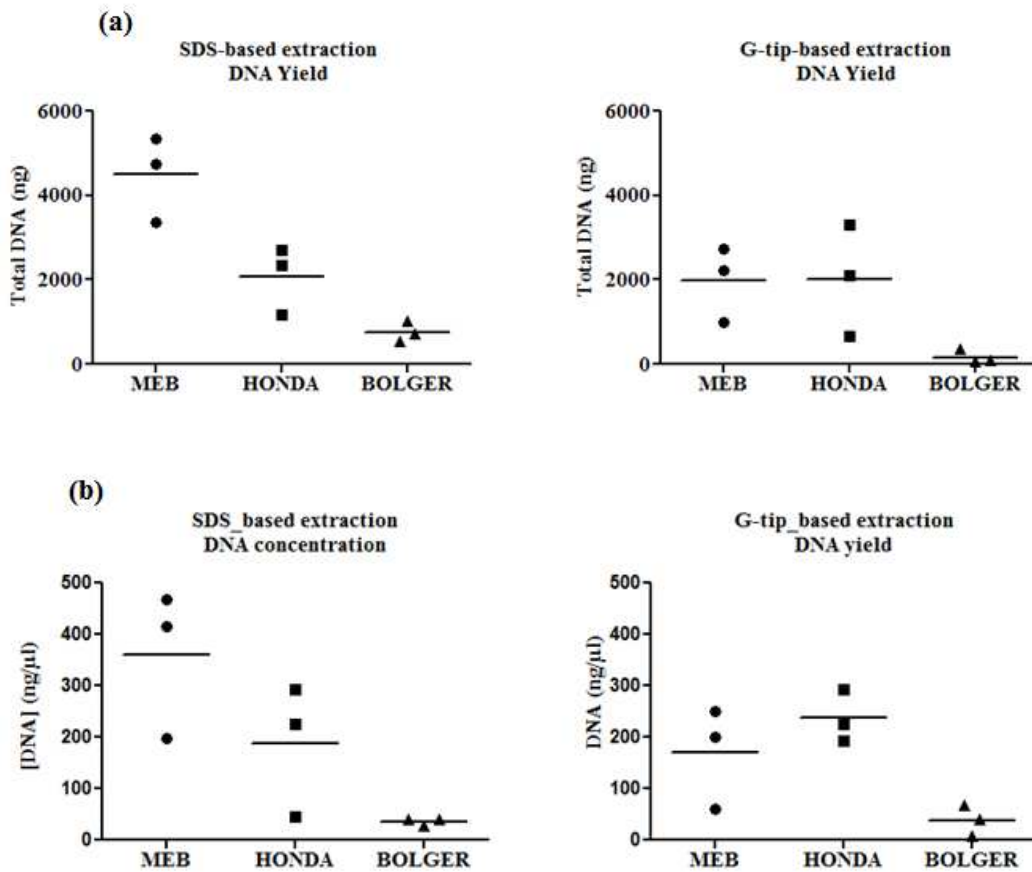 (a)
SDS-based extraction
DNA Yield
Total DNA (ng)
6000
4000
2000
0
MEB HONDA BOLGER
G-tip-based extraction
DNA Yield
Total DNA (ng)
6000
4000
2000
0
MEB HONDA BOLGER
(b)
SDS_based extraction
DNA concentration
[DNA] (ng/µl)
500
400
300
200
100
0
MEB HONDA BOLGER
G-tip_based extraction
DNA yield
DNA (ng/µl)
500
400
300
200
100
0
MEB HONDA BOLGER